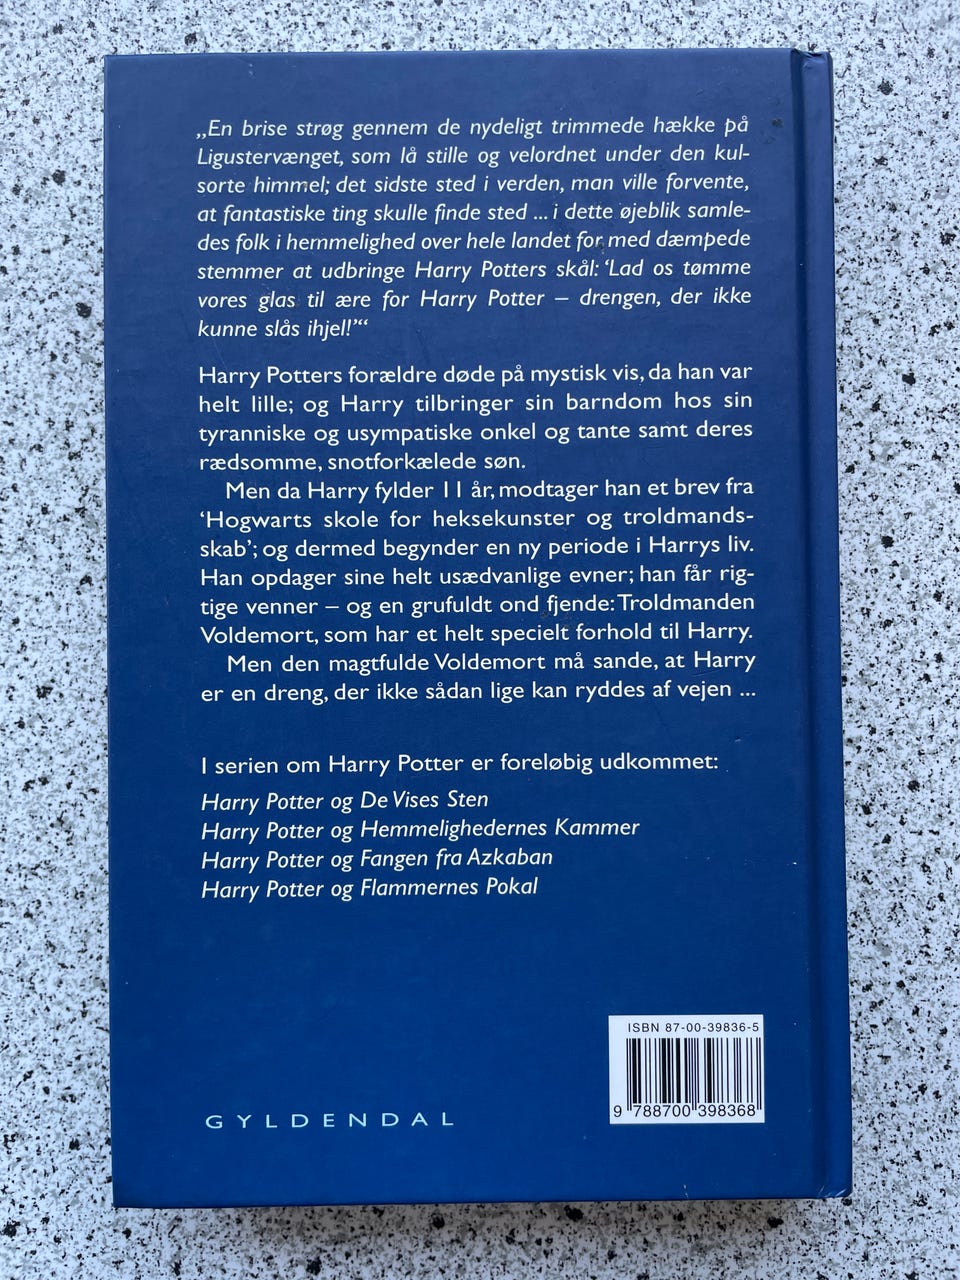 „En brise strøg gennem de nydeligt trimmede hække på
Ligustervænget, som lå stille og velordnet under den kul-
sorte himmel; det sidste sted i verden, man ville forvente,
at fantastiske ting skulle finde sted ... i dette øjeblik samle-
des folk i hemmelighed over hele landet for med dæmpede
stemmer at udbringe Harry Potters skål: ‘Lad os tømme
vores glas til ære for Harry Potter – drengen, der ikke
kunne slås ihjel!’“
Harry Potters forældre døde på mystisk vis, da han var
helt lille; og Harry tilbringer sin barndom hos sin
tyranniske og usympatiske onkel og tante samt deres
rædsomme, snotforkælede søn.
Men da Harry fylder 11 år, modtager han et brev fra
‘Hogwarts skole for heksekunster og troldmands-
skab’; og dermed begynder en ny periode i Harrys liv.
Han opdager sine helt usædvanlige evner; han får rig-
tige venner – og en grufuldt ond fjende: Troldmanden
Voldemort, som har et helt specielt forhold til Harry.
Men den magtfulde Voldemort må sande, at Harry
er en dreng, der ikke sådan lige kan ryddes af vejen ...
I serien om Harry Potter er foreløbig udkommet:
Harry Potter og De Vises Sten
Harry Potter og Hemmelighedernes Kammer
Harry Potter og Fangen fra Azkaban
Harry Potter og Flammernes Pokal
ISBN 87-00-39836-5
9 788700 398368
GYLDENDAL